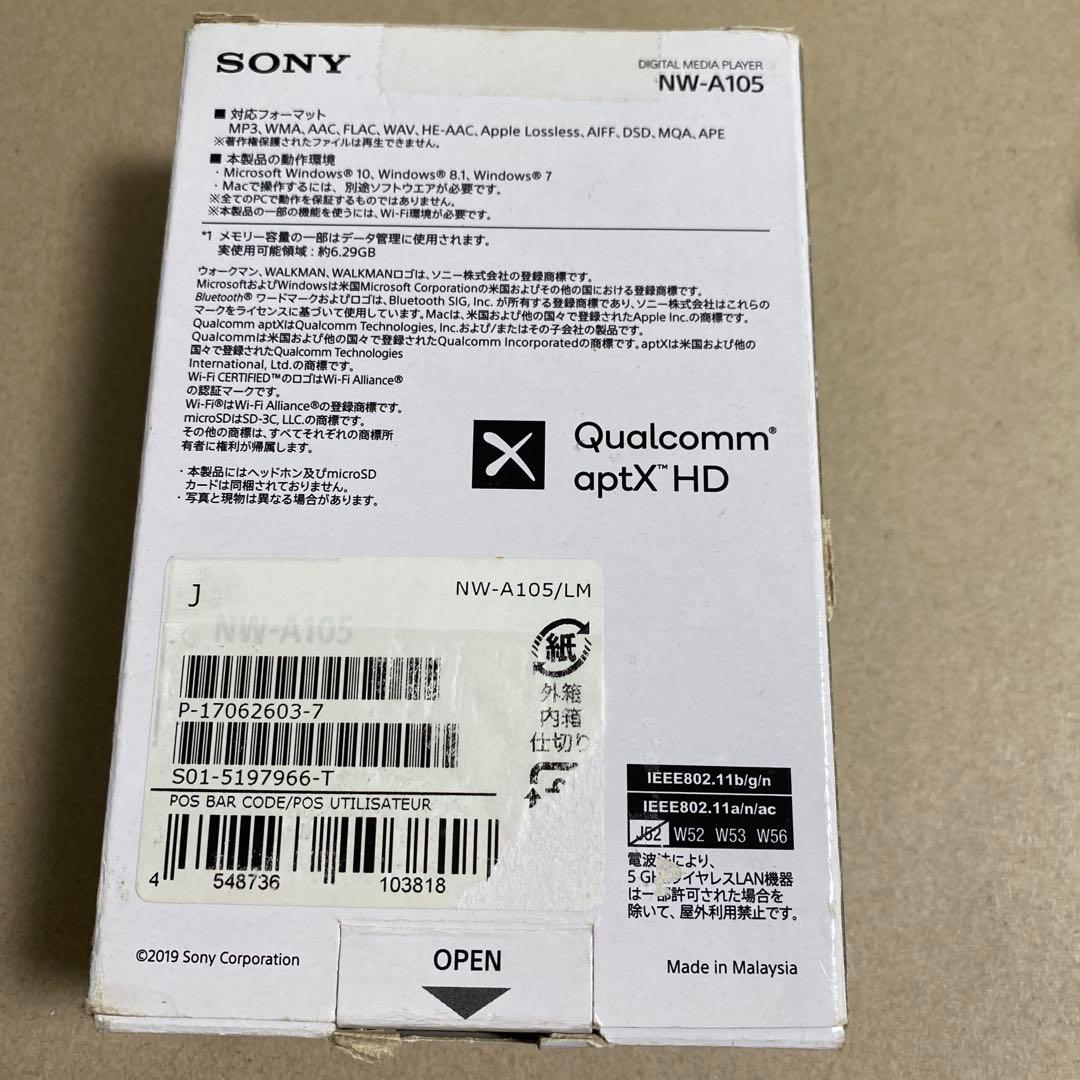 SONY
DIGITAL MEDIA PLAYER
NW-A105
■ 対応フォーマット
MP3、WMA、AAC、FLAC、WAV、HE-AAC、Apple Lossless、AIFF、DSD、MQA、APE
※著作権保護されたファイルは再生できません。
■ 本製品の動作環境
・Microsoft Windows® 10、Windows® 8.1、Windows® 7
・Macで操作するには、別途ソフトウエアが必要です。
※全てのPCで動作を保証するものではありません。
※本製品の一部の機能を使うには、Wi-Fi環境が必要です。
*1 メモリー容量の一部はデータ管理に使用されます。
実使用可能領域：約6.29GB
ウォークマン、WALKMAN、WALKMANロゴは、ソニー株式会社の登録商標です。
MicrosoftおよびWindowsは米国Microsoft Corporationの米国およびその他の国における登録商標です。
Bluetooth® ワードマークおよびロゴは、Bluetooth SIG, Inc. が所有する登録商標であり、ソニー株式会社はこれらの
マークをライセンスに基づいて使用しています。Macは、米国および他の国々で登録されたApple Inc.の商標です。
Qualcomm aptXはQualcomm Technologies, Inc.および/またはその子会社の製品です。
Qualcommは米国および他の国々で登録されたQualcomm Incorporatedの商標です。aptXは米国および他の
国々で登録されたQualcomm Technologies
International, Ltd.の商標です。
Wi-Fi CERTIFIED™のロゴはWi-Fi Alliance®
の認証マークです。
Wi-Fi®はWi-Fi Alliance®の登録商標です。
microSDはSD-3C, LLC.の商標です。
その他の商標は、すべてそれぞれの商標所
有者に権利が帰属します。
・本製品にはヘッドホン及びmicroSD
カードは同梱されておりません。
・写真と現物は異なる場合があります。
Qualcomm®
aptX™ HD
J
NW-A105/LM
NW-A105
紙
外箱
内箱
仕切り
P-17062603-7
S01-5197966-T
POS BAR CODE/POS UTILISATEUR
4 548736 103818
IEEE802.11b/g/n
IEEE802.11a/n/ac
J52 W52 W53 W56
電波法により、
5 GHzワイヤレスLAN機器
は一部許可された場合を
除いて、屋外利用禁止です。
©2019 Sony Corporation
OPEN
Made in Malaysia